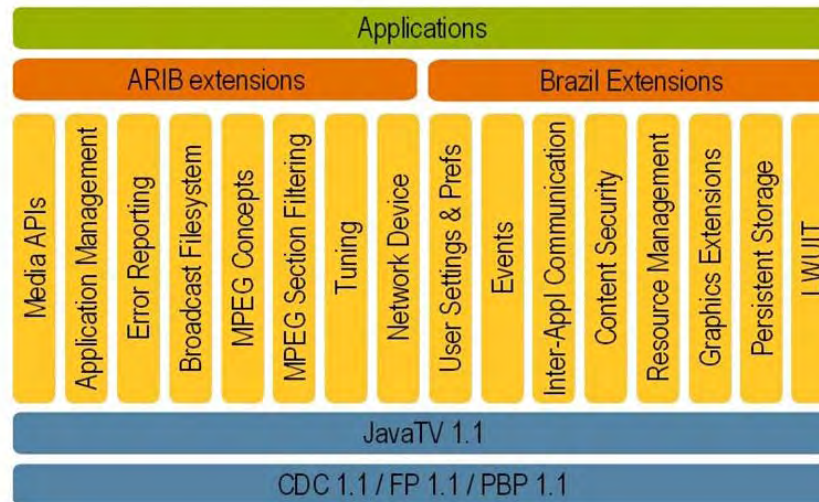 Applications
ARIB extensions
Brazil Extensions
Media APIs
Application Management
Error Reporting
Broadcast Filesystem
MPEG Concepts
MPEG Section Filtering
Tuning
Network Device
User Settings & Prefs
Events
Inter-Appl Communication
Content Security
Resource Management
Graphics Extensions
Persistent Storage
LWUIT
JavaTV 1.1
CDC 1.1 / FP 1.1 / PBP 1.1